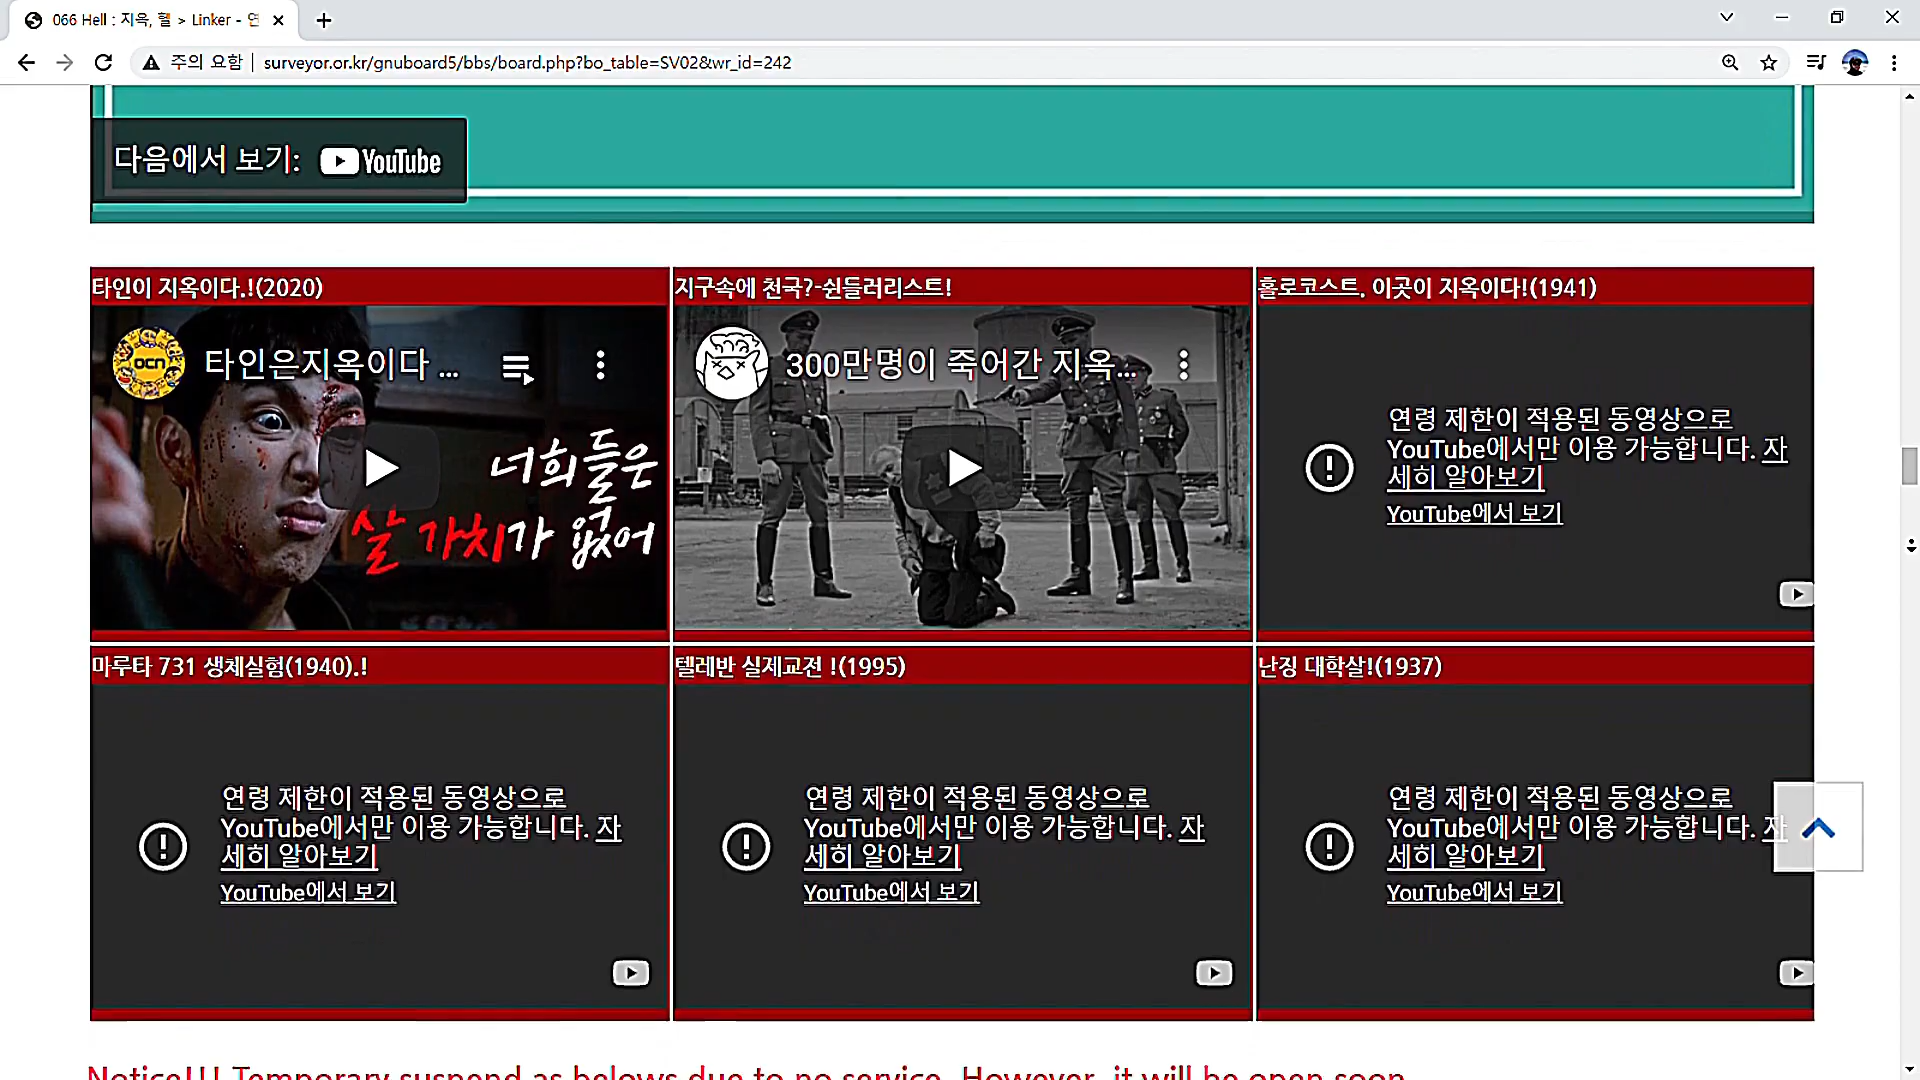 066 Hell : 지옥, 헬 > Linker - 연
주의 요함 | surveyor.or.kr/gnuboard5/bbs/board.php?bo_table=SV02&wr_id=242
다음에서 보기: YouTube
타인이 지옥이다.!(2020)
지구속에 천국?-쉰들러리스트!
홀로코스트. 이곳이 지옥이다!(1941)
OCN
타인은지옥이다 ...
너희들은
살 가치가 없어
300만명이 죽어간 지옥...
연령 제한이 적용된 동영상으로
YouTube에서만 이용 가능합니다. 자
세히 알아보기
YouTube에서 보기
마루타 731 생체실험(1940).!
텔레반 실제교전 !(1995)
난징 대학살!(1937)
연령 제한이 적용된 동영상으로
YouTube에서만 이용 가능합니다. 자
세히 알아보기
YouTube에서 보기
연령 제한이 적용된 동영상으로
YouTube에서만 이용 가능합니다. 자
세히 알아보기
YouTube에서 보기
연령 제한이 적용된 동영상으로
YouTube에서만 이용 가능합니다. 자
세히 알아보기
YouTube에서 보기
Notice!!! Temporary suspend as belows due to no service. However, it will be open soon